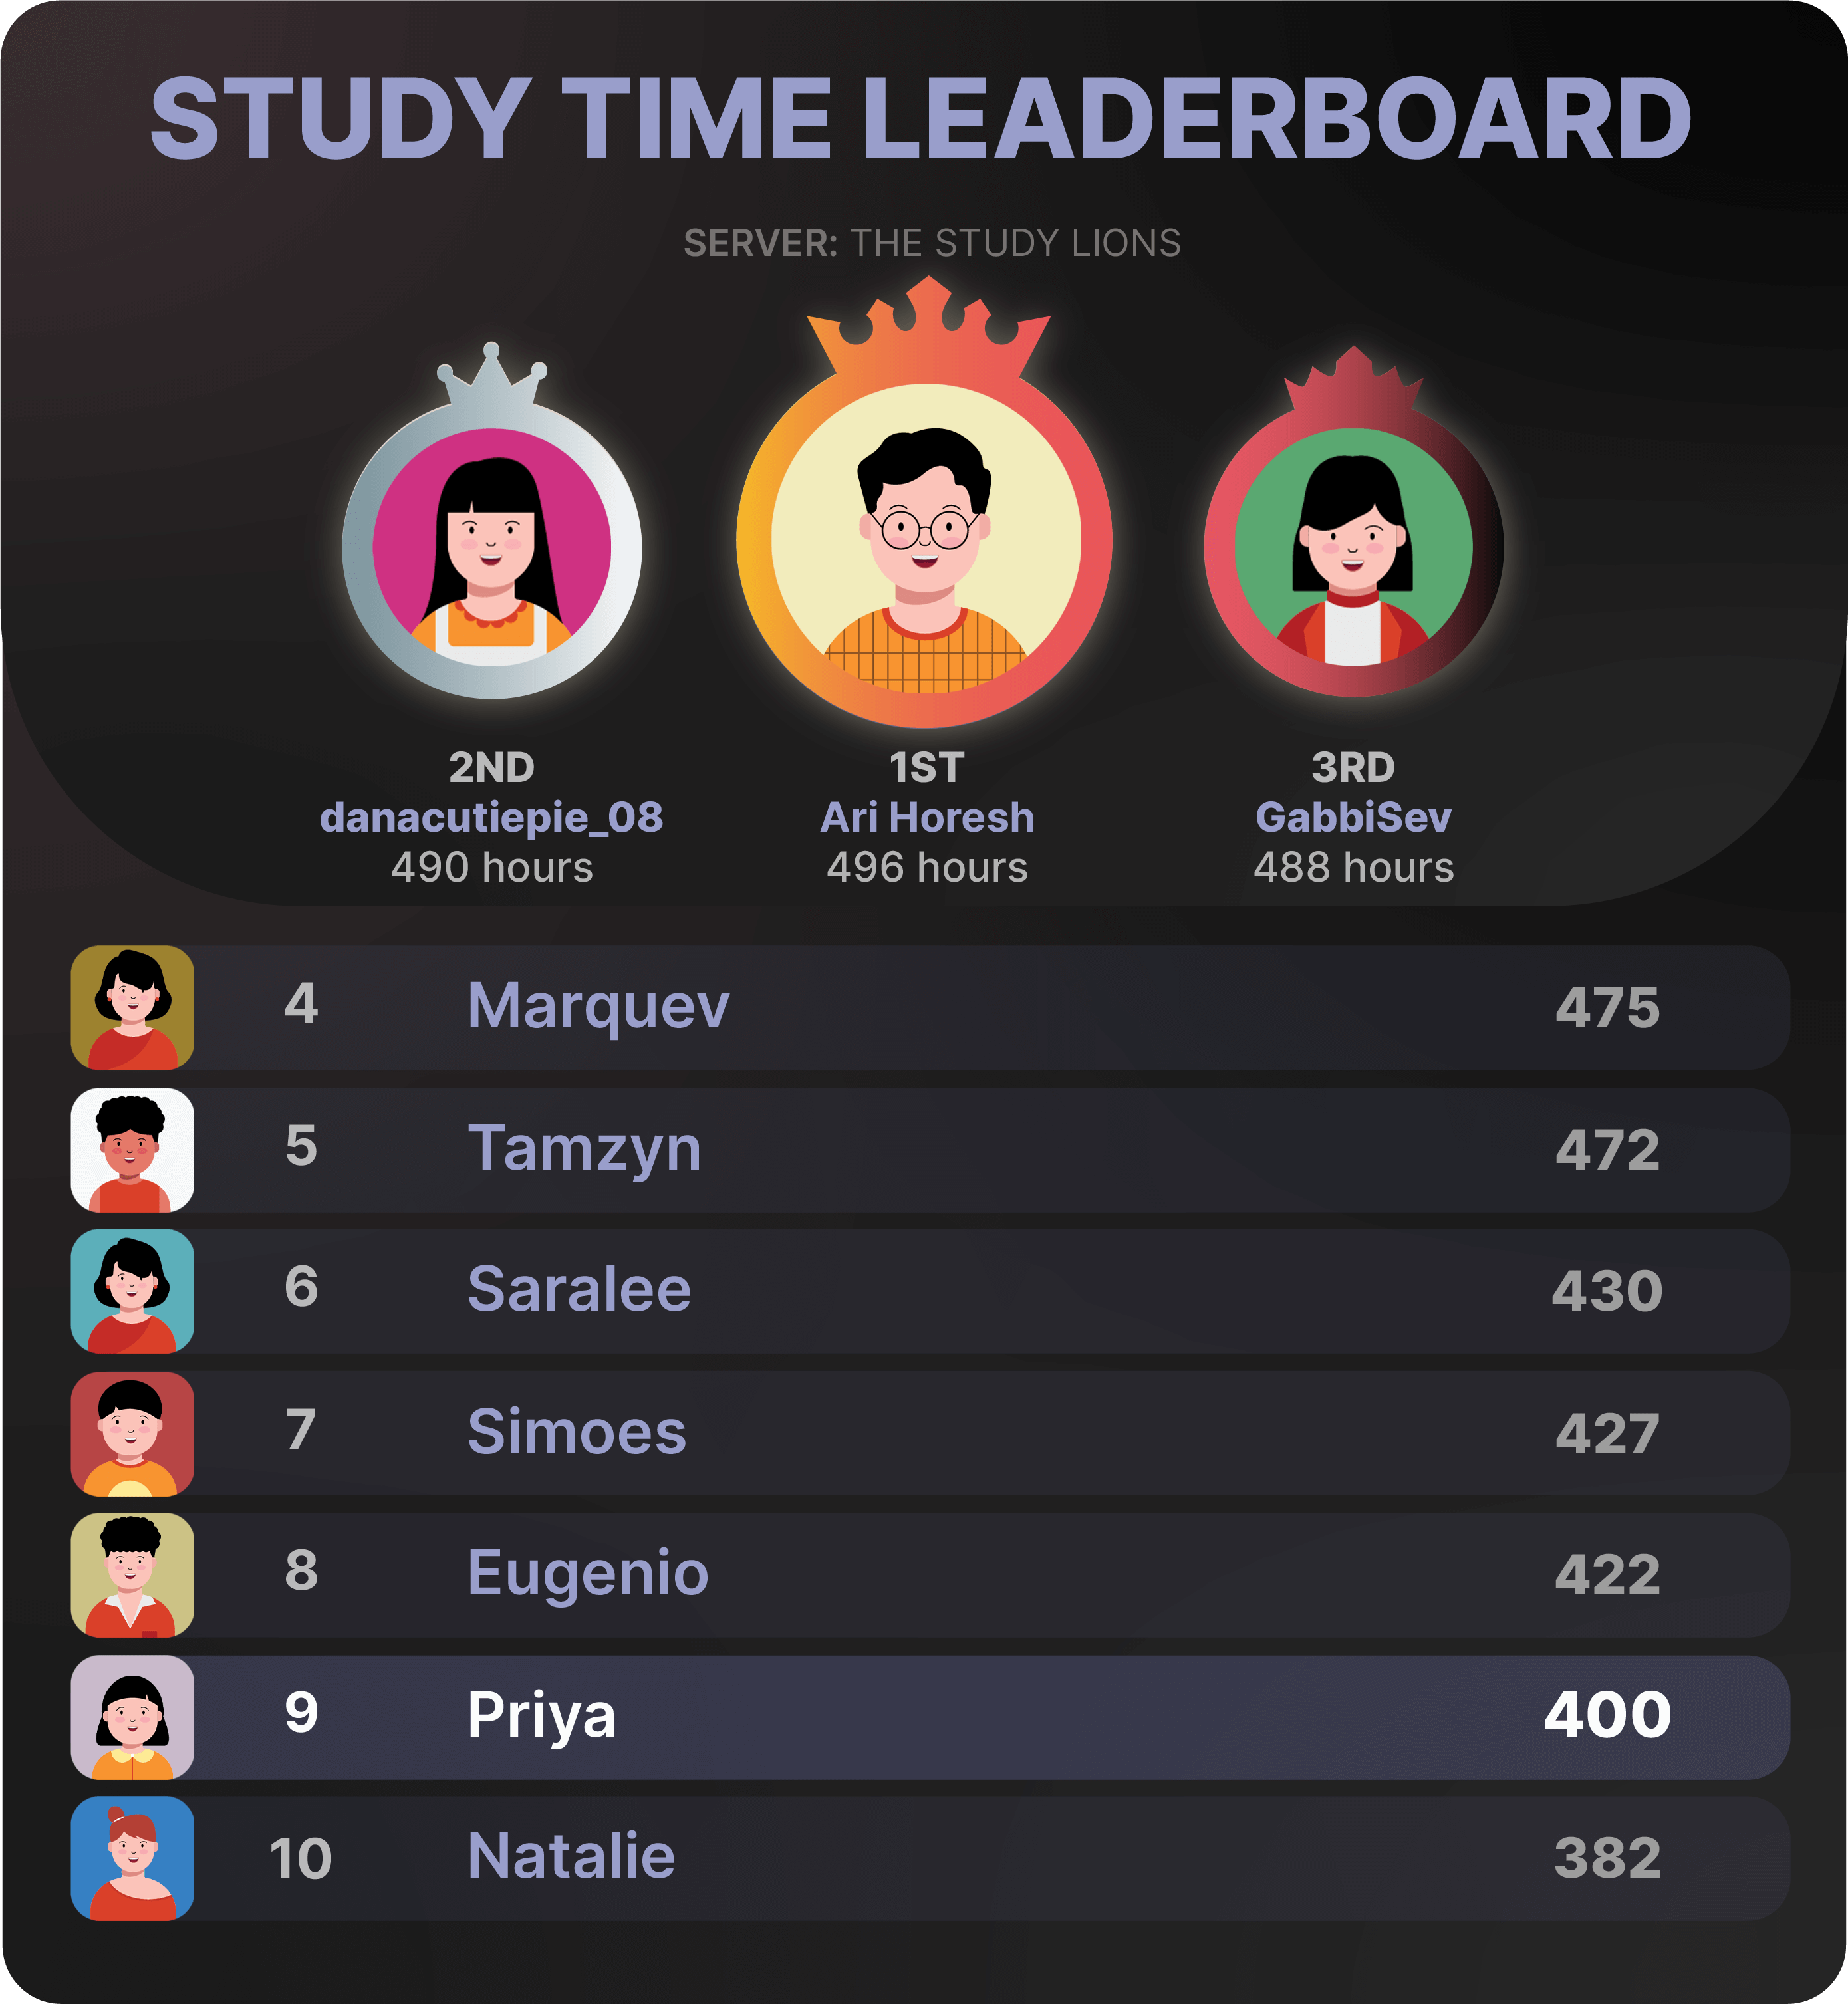 STUDY TIME LEADERBOARD
SERVER: THE STUDY LIONS
2ND
danacutiepie_08
490 hours
1ST
Ari Horesh
496 hours
3RD
GabbiSev
488 hours
4 Marquev 475
5 Tamzyn 472
6 Saralee 430
7 Simoes 427
8 Eugenio 422
9 Priya 400
10 Natalie 382